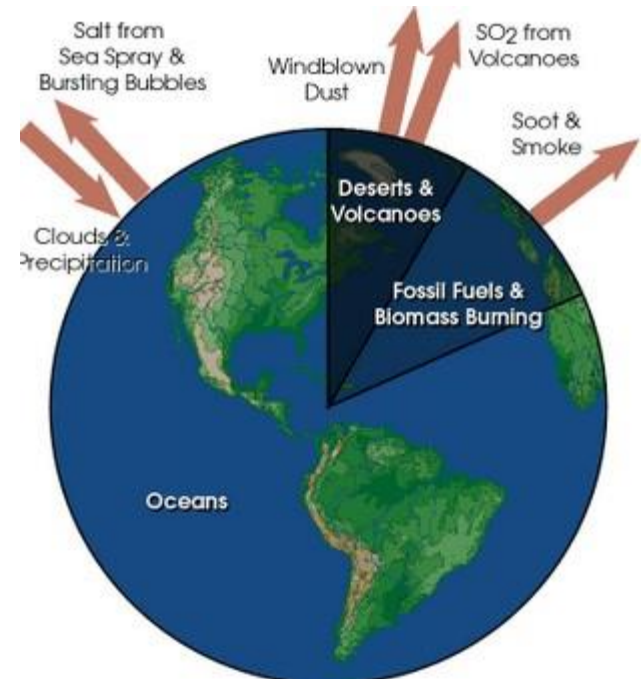 Salt from
Sea Spray &
Bursting Bubbles
Windblown
Dust
SO2 from
Volcanoes
Soot &
Smoke
Clouds &
Precipitation
Deserts &
Volcanoes
Fossil Fuels &
Biomass Burning
Oceans